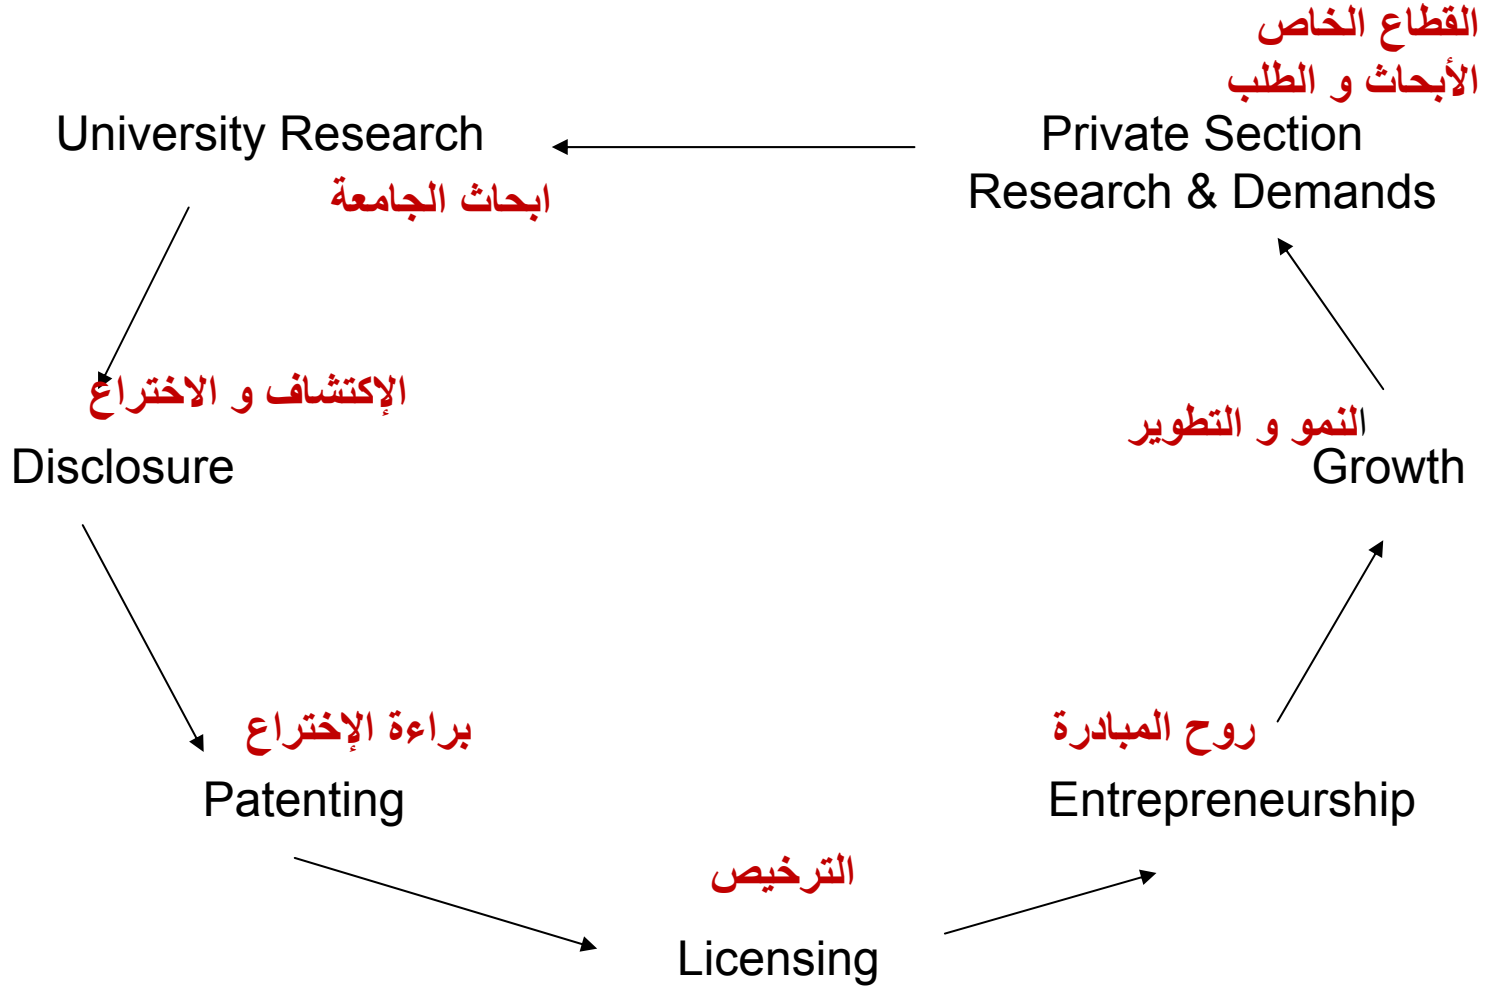 القطاع الخاص
الأبحاث و الطلب
University Research
Private Section
Research & Demands
ابحاث الجامعة
الإكتشاف و الاختراع
النمو و التطوير
Disclosure
Growth
براءة الإختراع
روح المبادرة
Patenting
Entrepreneurship
الترخيص
Licensing